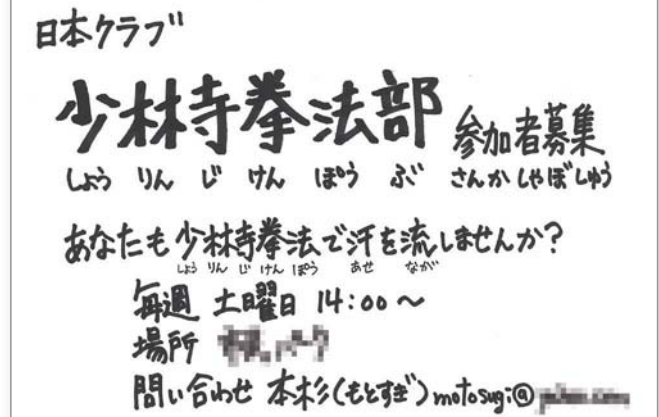 日本クラブ
少林寺拳法部 参加者募集
しょう りん じ けん ぽう ぶ さんかしゃぼしゅう
あなたも少林寺拳法で汗を流しませんか?
しょう りん じ けん ぽう あせ なが
毎週 土曜日 14:00〜
場所
問い合わせ 本杉(もとすぎ)motosugi@